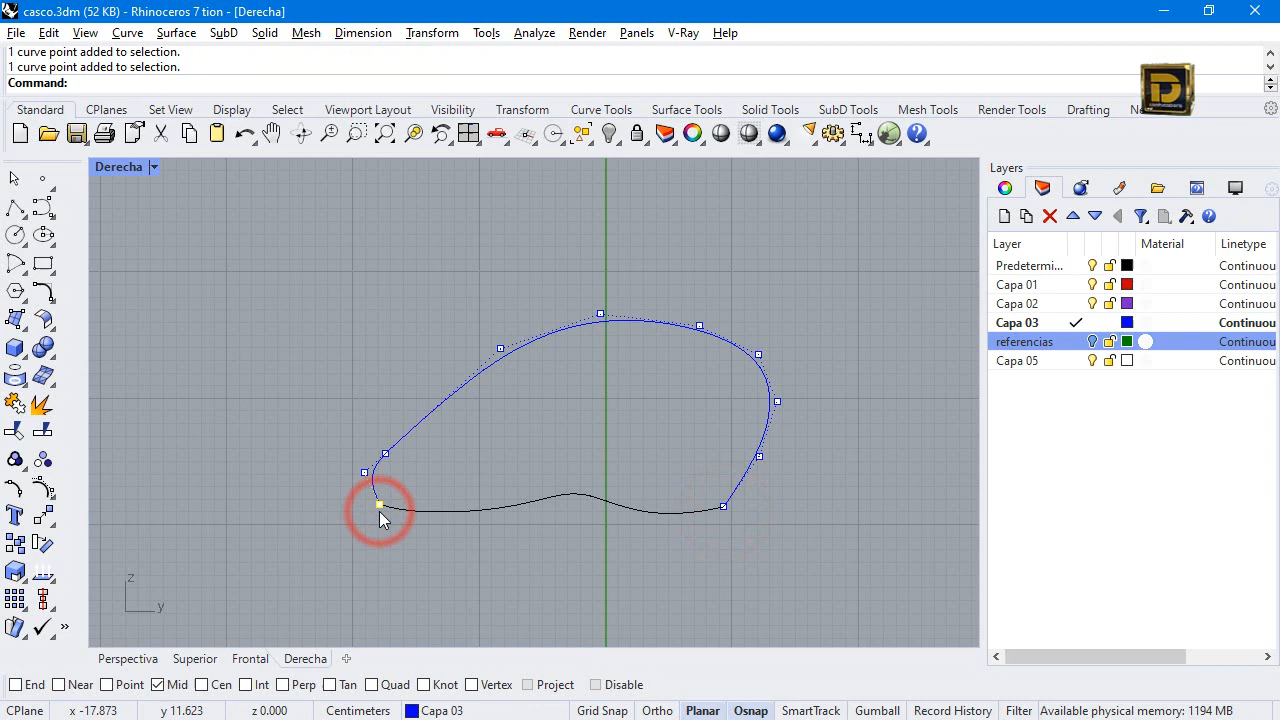 casco.3dm (52 KB) - Rhinoceros 7 tion - [Derecha]
File Edit View Curve Surface SubD Solid Mesh Dimension Transform Tools Analyze Render Panels V-Ray Help
1 curve point added to selection.
1 curve point added to selection.
Command:
Standard CPlanes Set View Display Select Viewport Layout Visibility Transform Curve Tools Surface Tools Solid Tools SubD Tools Mesh Tools Render Tools Drafting
Derecha
Layers
Layer Material Linetype
Predetermi... Continuou
Capa 01 Continuou
Capa 02 Continuou
Capa 03 Continuou
referencias Continuou
Capa 05 Continuou
z
y
Perspectiva Superior Frontal Derecha
End Near Point Mid Cen Int Perp Tan Quad Knot Vertex Project Disable
CPlane x -17.873 y 11.623 z 0.000 Centimeters Capa 03 Grid Snap Ortho Planar Osnap SmartTrack Gumball Record History Filter Available physical memory: 1194 MB